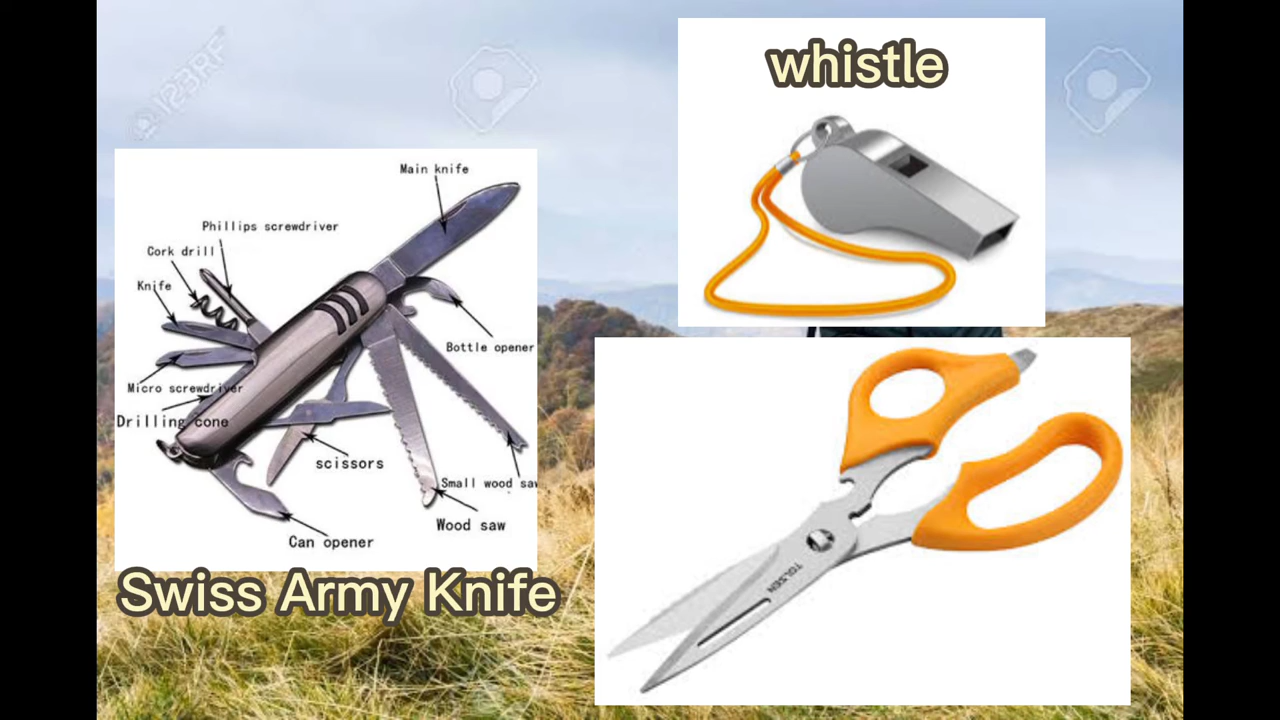 whistle
123RF
Main knife
Phillips screwdriver
Cork drill
Knife
Bottle opener
Micro screwdriver
Drilling cone
scissors
Small wood saw
Wood saw
Can opener
Swiss Army Knife
TOLSEN